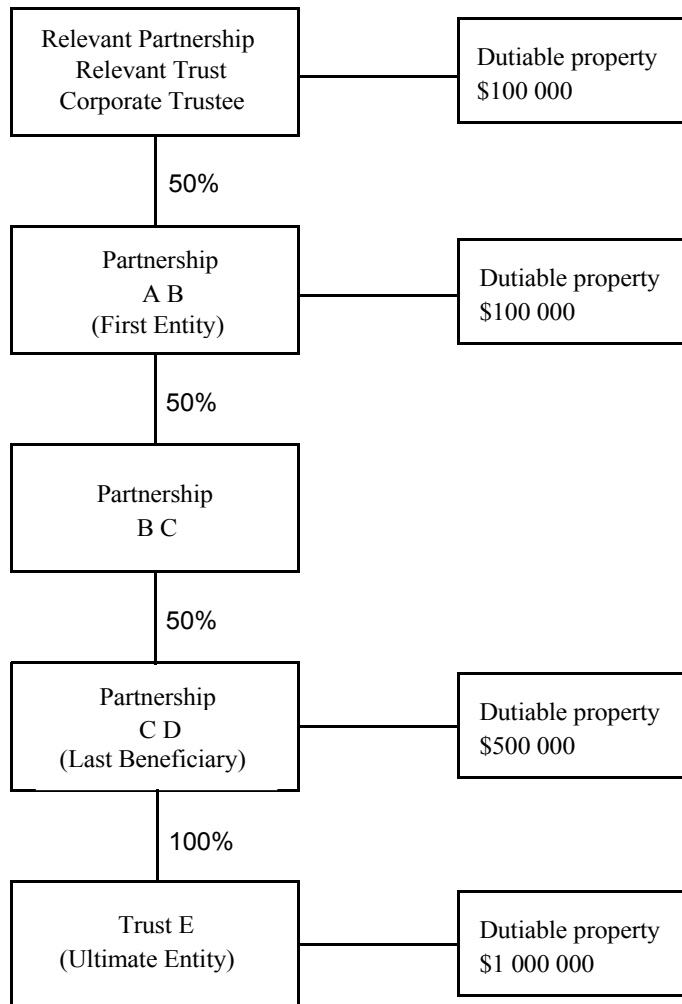 Relevant Partnership
Relevant Trust
Corporate Trustee
Dutiable property
$100 000
50%
Partnership
A B
(First Entity)
Dutiable property
$100 000
50%
Partnership
B C
50%
Partnership
C D
(Last Beneficiary)
Dutiable property
$500 000
100%
Trust E
(Ultimate Entity)
Dutiable property
$1 000 000